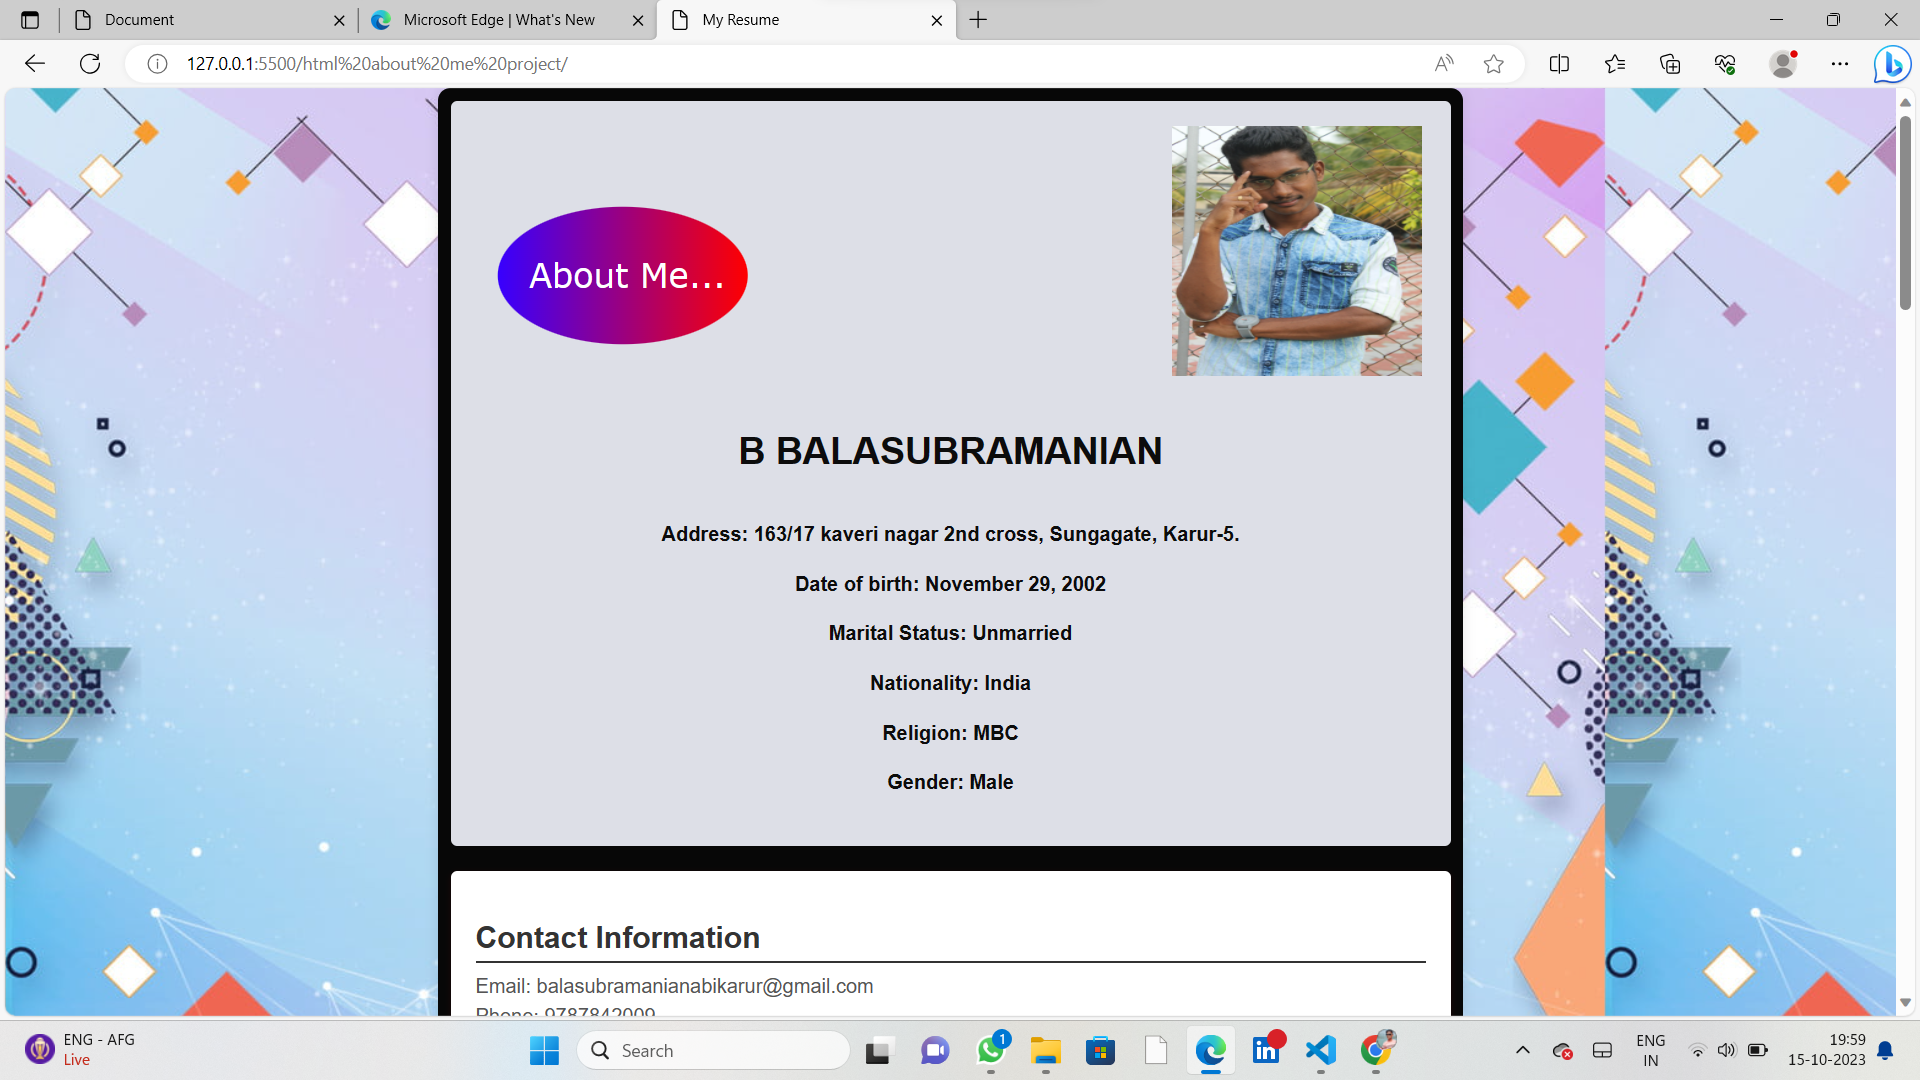 Document
Microsoft Edge | What's New
My Resume
127.0.0.1:5500/html%20about%20me%20project/
About Me...
B BALASUBRAMANIAN
Address: 163/17 kaveri nagar 2nd cross, Sungagate, Karur-5.
Date of birth: November 29, 2002
Marital Status: Unmarried
Nationality: India
Religion: MBC
Gender: Male
Contact Information
Email: balasubramanianabikarur@gmail.com
Phone: 9787842009
ENG - AFG
Live
Search
1
ENG
IN
19:59
15-10-2023